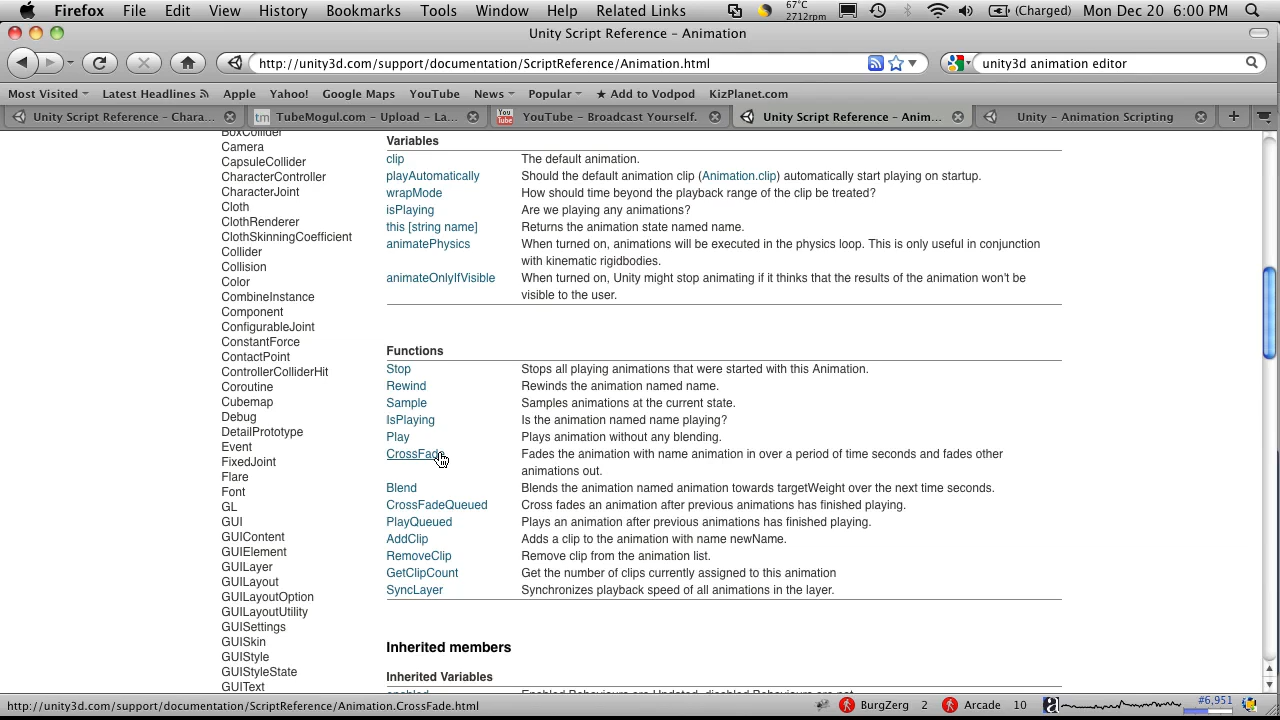 Firefox File Edit View History Bookmarks Tools Window Help Related Links 67°C 2712rpm (Charged) Mon Dec 20 6:00 PM
Unity Script Reference – Animation
http://unity3d.com/support/documentation/ScriptReference/Animation.html unity3d animation editor
Most Visited Latest Headlines Apple Yahoo! Google Maps YouTube News Popular ★ Add to Vodpod KizPlanet.com
Unity Script Reference – Chara... TubeMogul.com – Upload – La... YouTube – Broadcast Yourself. Unity Script Reference – Anim... Unity – Animation Scripting
BoxCollider
Camera
CapsuleCollider
CharacterController
CharacterJoint
Cloth
ClothRenderer
ClothSkinningCoefficient
Collider
Collision
Color
CombineInstance
Component
ConfigurableJoint
ConstantForce
ContactPoint
ControllerColliderHit
Coroutine
Cubemap
Debug
DetailPrototype
Event
FixedJoint
Flare
Font
GL
GUI
GUIContent
GUIElement
GUILayer
GUILayout
GUILayoutOption
GUILayoutUtility
GUISettings
GUISkin
GUIStyle
GUIStyleState
GUIText
Variables
clip The default animation.
playAutomatically Should the default animation clip (Animation.clip) automatically start playing on startup.
wrapMode How should time beyond the playback range of the clip be treated?
isPlaying Are we playing any animations?
this [string name] Returns the animation state named name.
animatePhysics When turned on, animations will be executed in the physics loop. This is only useful in conjunction
with kinematic rigidbodies.
animateOnlyIfVisible When turned on, Unity might stop animating if it thinks that the results of the animation won't be
visible to the user.
Functions
Stop Stops all playing animations that were started with this Animation.
Rewind Rewinds the animation named name.
Sample Samples animations at the current state.
IsPlaying Is the animation named name playing?
Play Plays animation without any blending.
CrossFade Fades the animation with name animation in over a period of time seconds and fades other
animations out.
Blend Blends the animation named animation towards targetWeight over the next time seconds.
CrossFadeQueued Cross fades an animation after previous animations has finished playing.
PlayQueued Plays an animation after previous animations has finished playing.
AddClip Adds a clip to the animation with name newName.
RemoveClip Remove clip from the animation list.
GetClipCount Get the number of clips currently assigned to this animation
SyncLayer Synchronizes playback speed of all animations in the layer.
Inherited members
Inherited Variables
enabled Enabled Behaviours are Updated, disabled Behaviours are not.
http://unity3d.com/support/documentation/ScriptReference/Animation.CrossFade.html BurgZerg 2 Arcade 10 #6,951